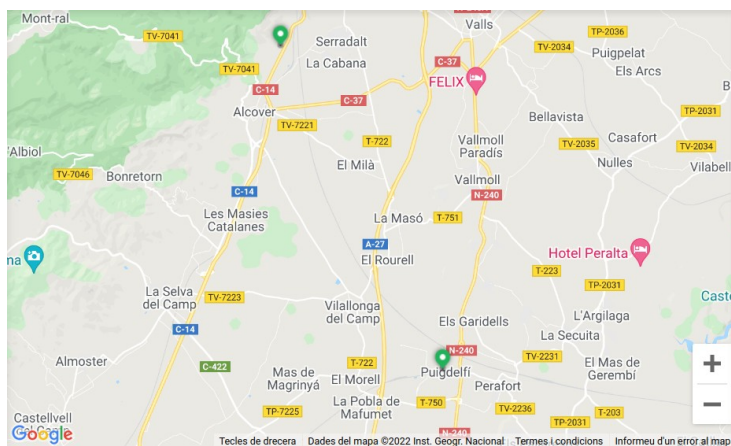 Mont-ral
TV-7041
Serradalt
La Cabana
Valls
TP-2036
TV-2034
Puigpelat
Els Arcs
TV-7041
C-14
C-37
C-37
FELIX
Alcover
TV-7221
Bellavista
TP-2031
T-722
Vallmoll
Paradís
TV-2035
Casafort
TV-2034
'Albiol
El Milà
Nulles
TV-7046
Bonretorn
Vallmoll
C-14
N-240
Les Masies
Catalanes
La Masó
T-751
A-27
El Rourell
Hotel Peralta
T-223
TP-2031
La Selva
del Camp
TV-7223
Vilallonga
del Camp
Els Garidells
L'Argilaga
La Secuita
C-14
N-240
TV-2231
Almoster
C-422
T-722
Mas de
Magrinyá
El Morell
Puigdelfí
Perafort
El Mas de
Gerembí
La Pobla de
Mafumet
T-750
TP-7225
TV-2236
T-203
TP-2031
Castellvell
del Camp
N-240
Google
Tecles de drecera Dades del mapa ©2022 Inst. Geogr. Nacional Termes i condicions Informeu d'un error al map